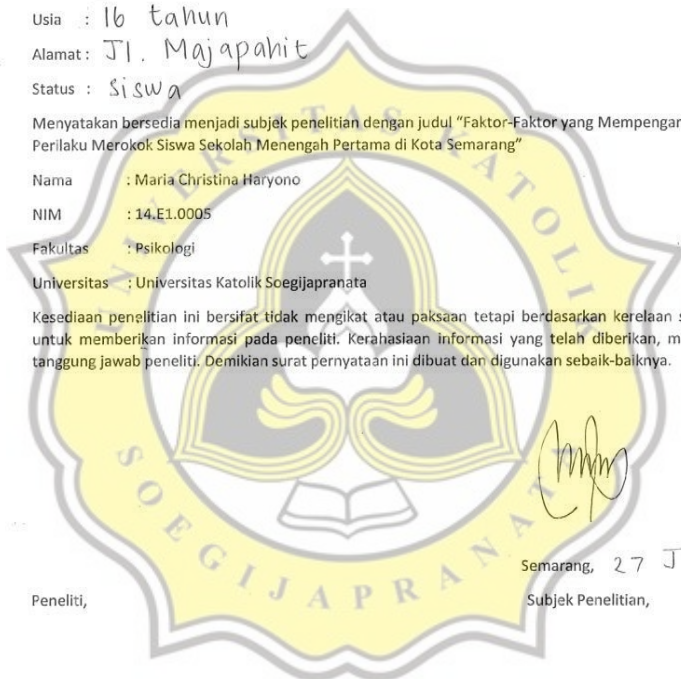 Usia : 16 tahun
Alamat : Jl. Majapahit
Status : Siswa
Menyatakan bersedia menjadi subjek penelitian dengan judul “Faktor-Faktor yang Mempengar
Perilaku Merokok Siswa Sekolah Menengah Pertama di Kota Semarang”
Nama : Maria Christina Haryono
NIM : 14.E1.0005
Fakultas : Psikologi
Universitas : Universitas Katolik Soegijapranata
Kesediaan penelitian ini bersifat tidak mengikat atau paksaan tetapi berdasarkan kerelaan s
untuk memberikan informasi pada peneliti. Kerahasiaan informasi yang telah diberikan, m
tanggung jawab peneliti. Demikian surat pernyataan ini dibuat dan digunakan sebaik-baiknya.
Semarang, 27 J
Peneliti, Subjek Penelitian,
UNIVERSITAS KATOLIK
SOEGIJAPRANATA